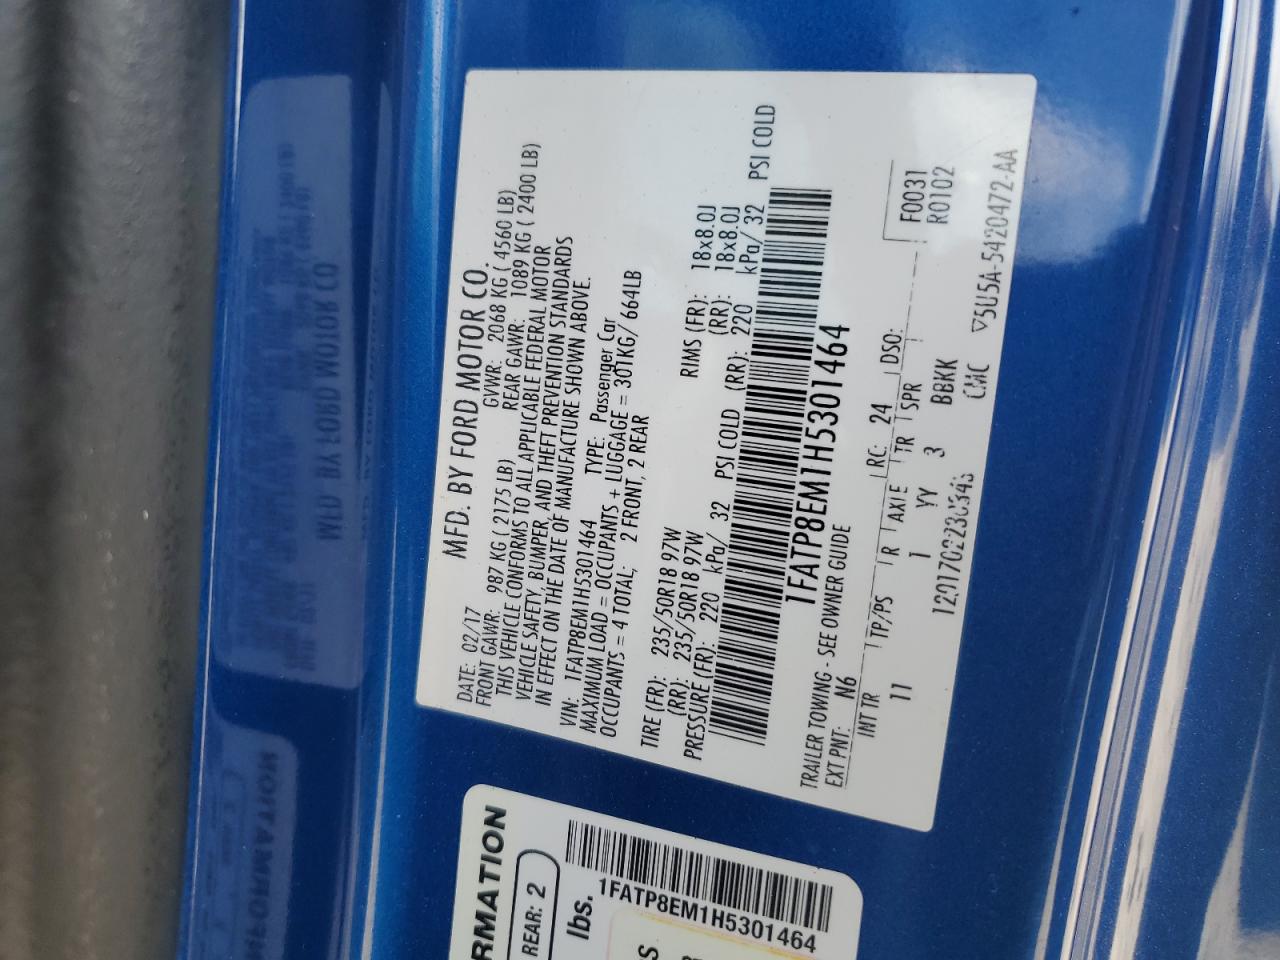 MFD. BY FORD MOTOR CO.
DATE: 02/17 GVWR: 2068 KG ( 4560 LB)
FRONT GAWR: 987 KG ( 2175 LB) REAR GAWR: 1089 KG ( 2400 LB)
THIS VEHICLE CONFORMS TO ALL APPLICABLE FEDERAL MOTOR
VEHICLE SAFETY, BUMPER, AND THEFT PREVENTION STANDARDS
IN EFFECT ON THE DATE OF MANUFACTURE SHOWN ABOVE.
VIN: 1FATP8EM1H5301464 TYPE: Passenger Car
MAXIMUM LOAD = OCCUPANTS + LUGGAGE = 301KG/ 664LB
OCCUPANTS = 4 TOTAL; 2 FRONT, 2 REAR
TIRE (FR): 235/50R18 97W RIMS (FR): 18x8.0J
(RR): 235/50R18 97W (RR): 18x8.0J
PRESSURE (FR): 220 kPa/ 32 PSI COLD (RR): 220 kPa/ 32 PSI COLD
1FATP8EM1H5301464
TRAILER TOWING - SEE OWNER GUIDE
EXT PNT: N6 RC: 24 DSO: F0031
R0102
INT TR TP/PS R AXLE TR SPR
11 1 YY 3 BBKK
CMC
▽5U5A-5420472-AA
RMATION
REAR: 2
lbs.
1FATP8EM1H5301464